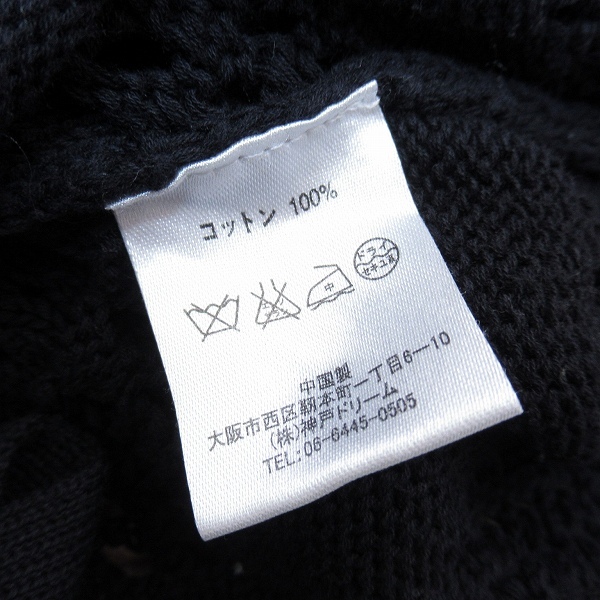 コットン 100%
中
ドライ
セキユ系
中国製
大阪市西区靭本町一丁目6-10
(株)神戸ドリーム
TEL:06-6445-0505